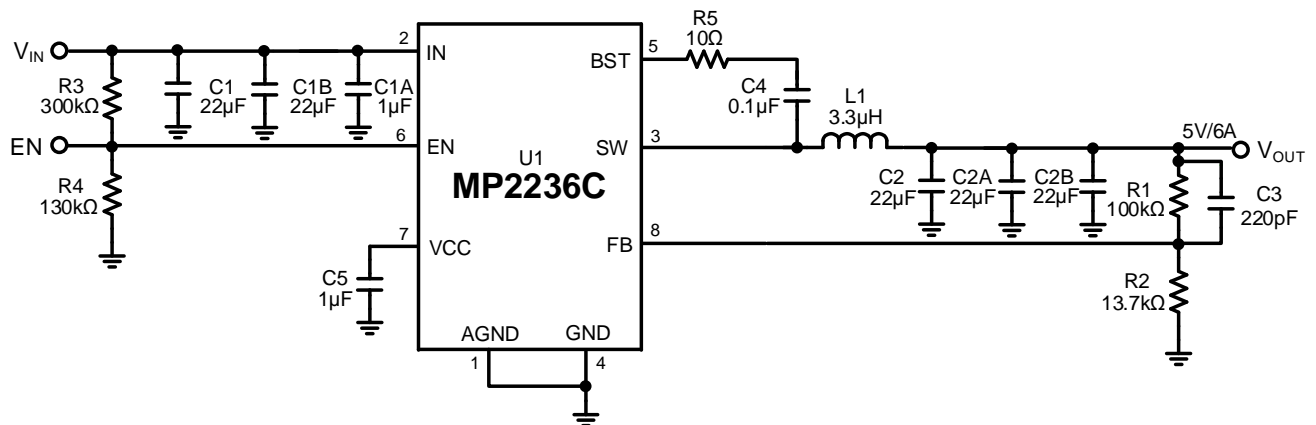 V_IN
R3
300kΩ
EN
R4
130kΩ
C1
22µF
C1B
22µF
C1A
1µF
2
IN
6
EN
7
VCC
C5
1µF
U1
MP2236C
AGND
1
GND
4
BST
5
R5
10Ω
C4
0.1µF
SW
3
L1
3.3µH
FB
8
C2
22µF
C2A
22µF
C2B
22µF
5V/6A
V_OUT
R1
100kΩ
C3
220pF
R2
13.7kΩ